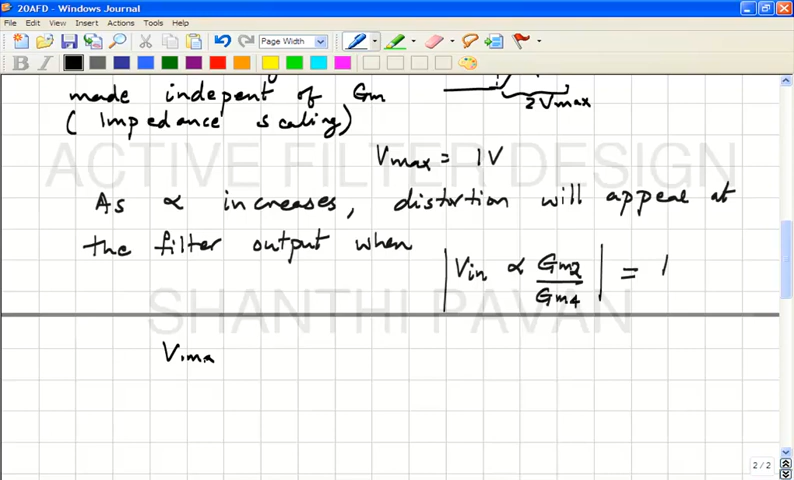 20AFD - Windows Journal
File Edit View Insert Actions Tools Help
Page Width
B I
made indepent of Gm
2Vmax
( Impedance scaling)
Vmax = 1V
ACTIVE FILTER DESIGN
As α increases, distortion will appeal at
the filter output when
| Vin α Gm2/Gm4 | = 1
SHANTHI PAVAN
Vima
2 / 2